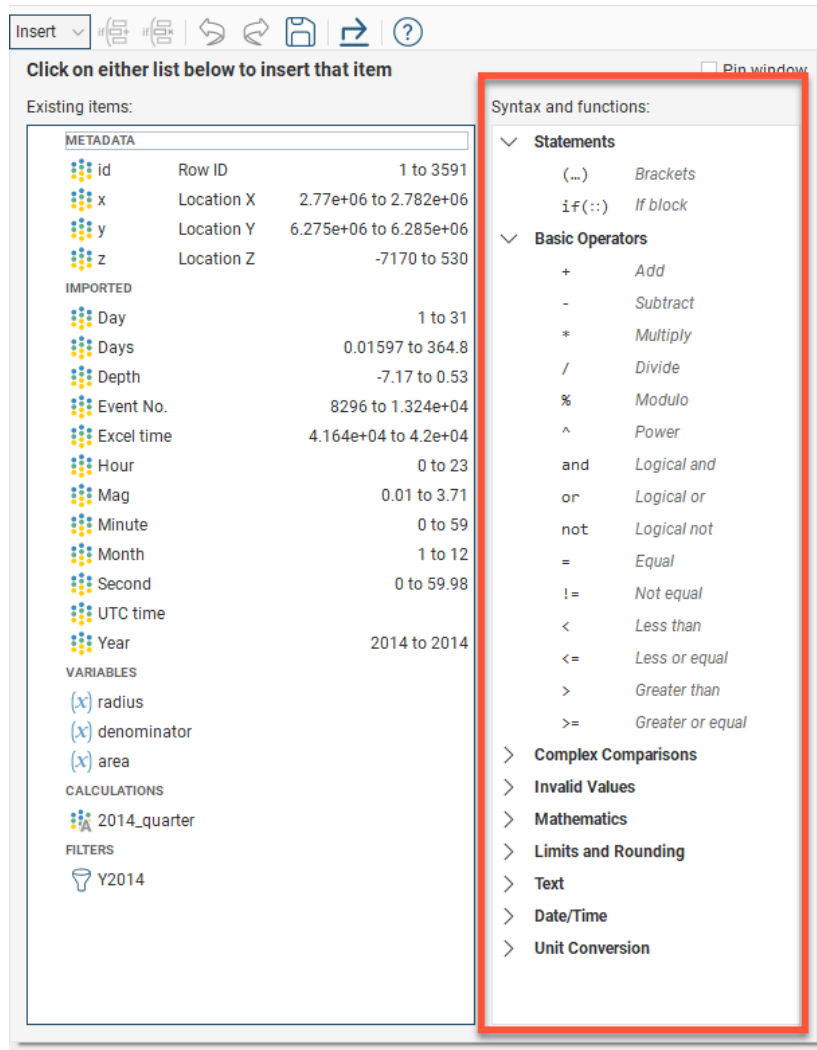 Insert
Click on either list below to insert that item
Pin window
Existing items:
METADATA
id Row ID 1 to 3591
x Location X 2.77e+06 to 2.782e+06
y Location Y 6.275e+06 to 6.285e+06
z Location Z -7170 to 530
IMPORTED
Day 1 to 31
Days 0.01597 to 364.8
Depth -7.17 to 0.53
Event No. 8296 to 1.324e+04
Excel time 4.164e+04 to 4.2e+04
Hour 0 to 23
Mag 0.01 to 3.71
Minute 0 to 59
Month 1 to 12
Second 0 to 59.98
UTC time
Year 2014 to 2014
VARIABLES
(x) radius
(x) denominator
(x) area
CALCULATIONS
2014_quarter
FILTERS
Y2014
Syntax and functions:
Statements
(…) Brackets
if(::) If block
Basic Operators
+ Add
- Subtract
* Multiply
/ Divide
% Modulo
^ Power
and Logical and
or Logical or
not Logical not
= Equal
!= Not equal
< Less than
<= Less or equal
> Greater than
>= Greater or equal
Complex Comparisons
Invalid Values
Mathematics
Limits and Rounding
Text
Date/Time
Unit Conversion